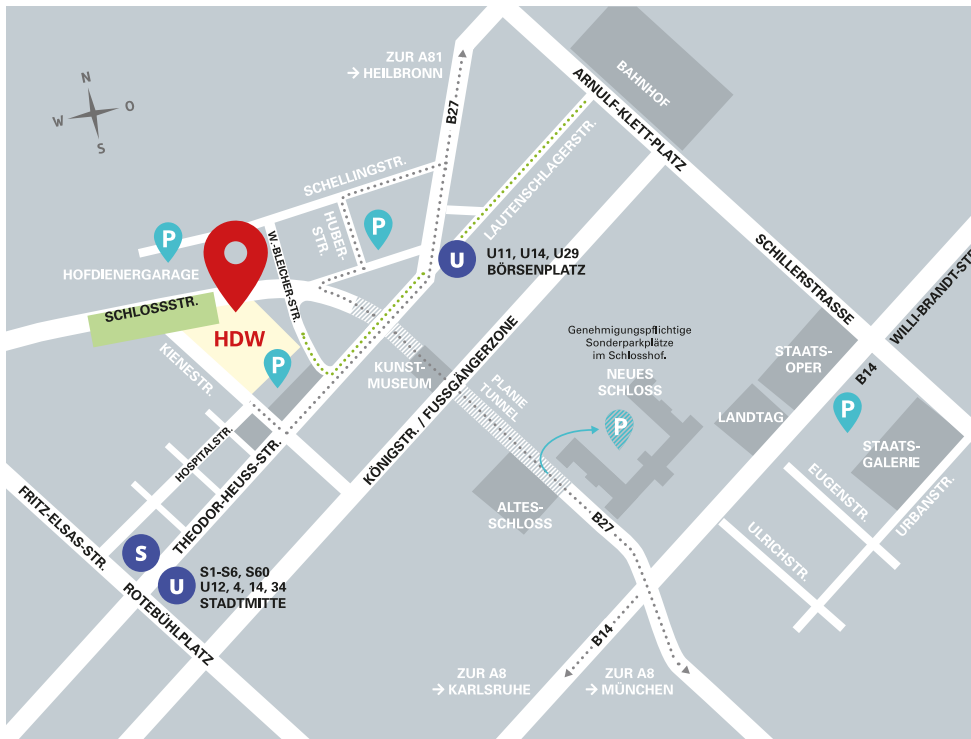 ZUR A81
→ HEILBRONN
BAHNHOF
ARNULF-KLETT-PLATZ
N
W
O
S
B27
LAUTENSCHLAGERSTR.
SCHELLINGSTR.
HUBER-
STR.
P
P
HOFDIENERGARAGE
W.-BLEICHER-STR.
U
U11, U14, U29
BÖRSENPLATZ
SCHILLERSTRASSE
WILLI-BRANDT-STR
SCHLOSSSTR.
HDW
P
KIENESTR.
KUNST-
MUSEUM
KÖNIGSTR. / FUSSGÄNGERZONE
PLANIE
TUNNEL
Genehmigungspflichtige
Sonderparkplätze
im Schlosshof.
NEUES
SCHLOSS
P
STAATS-
OPER
LANDTAG
B14
P
STAATS-
GALERIE
EUGENSTR.
URBANSTR.
ULRICHSTR.
HOSPITALSTR.
THEODOR-HEUSS-STR.
ALTES-
SCHLOSS
B27
FRITZ-ELSAS-STR.
S
U
S1-S6, S60
U12, 4, 14, 34
STADTMITTE
ROTEBÜHLPLATZ
B14
ZUR A8
→ KARLSRUHE
ZUR A8
→ MÜNCHEN